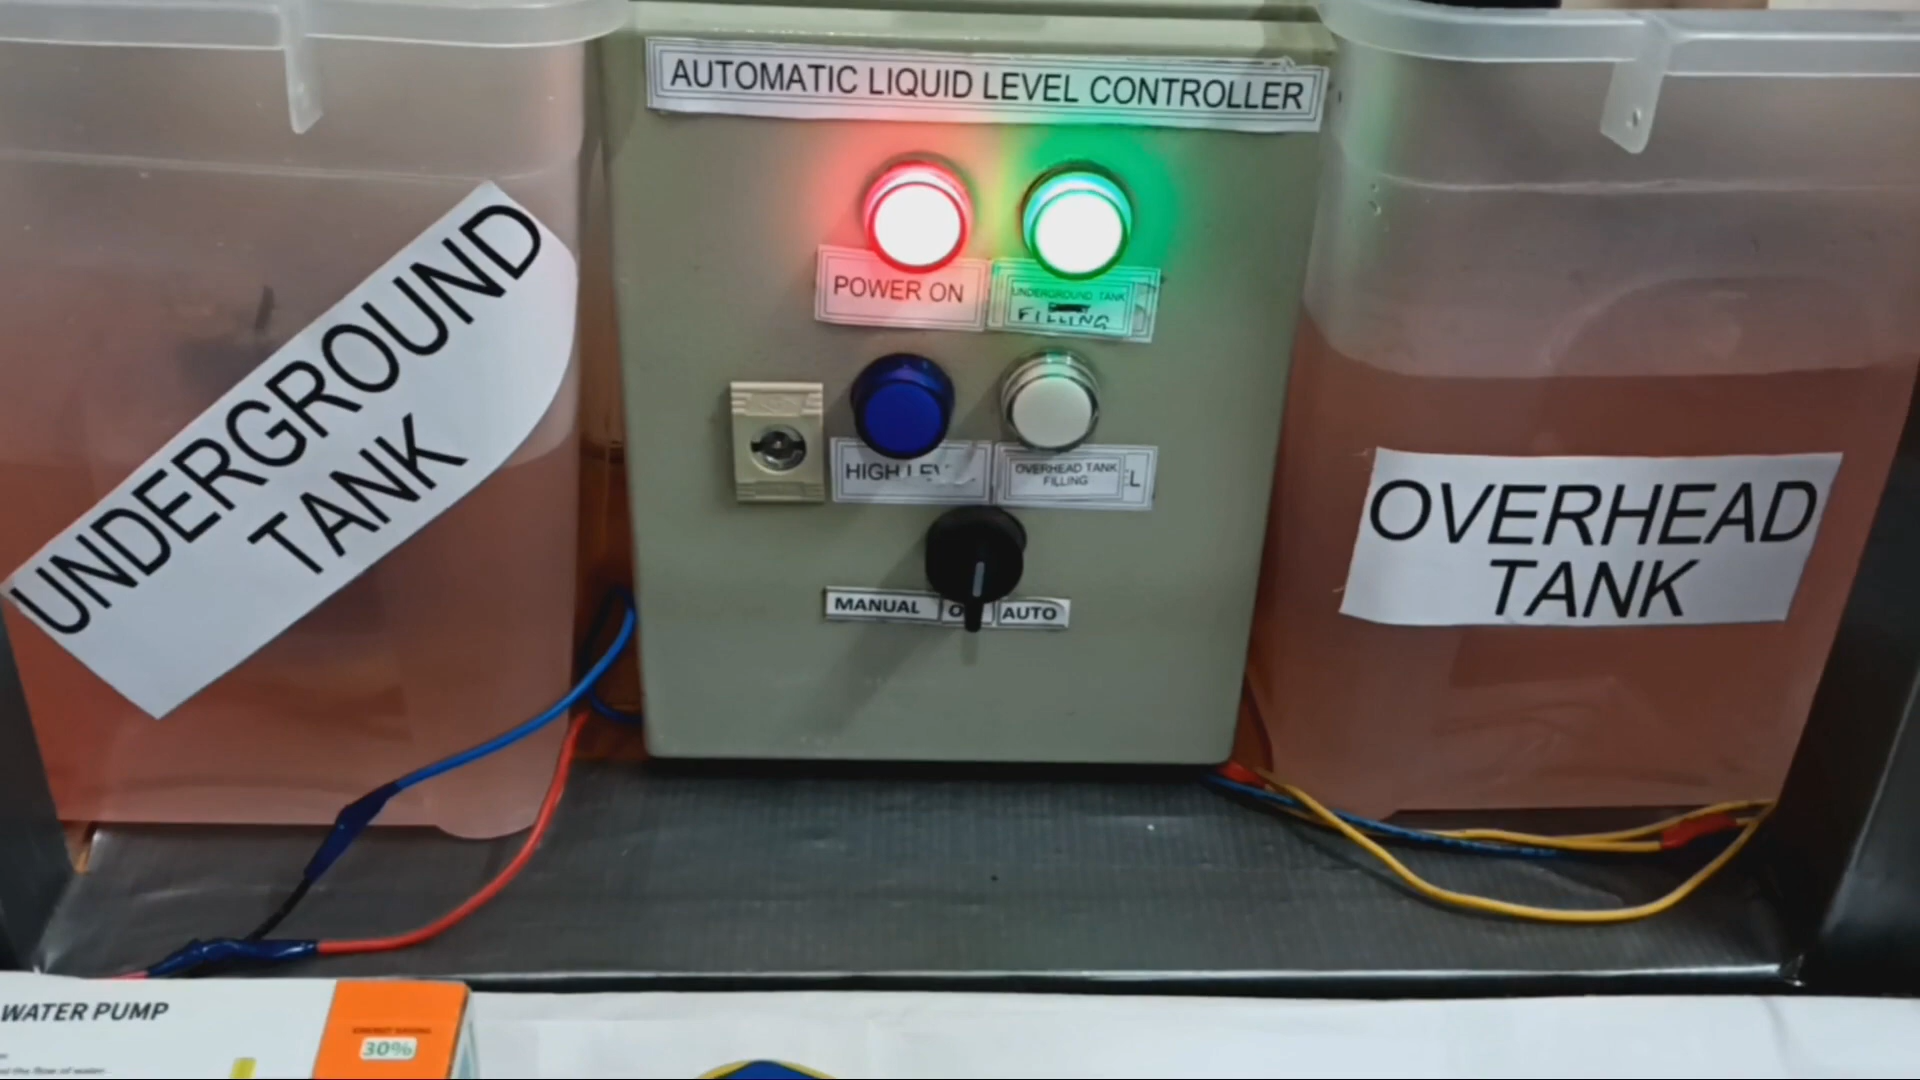 AUTOMATIC LIQUID LEVEL CONTROLLER
UNDERGROUND
TANK
POWER ON
UNDERGROUND TANK
FILLING
HIGH
OVERHEAD TANK
FILLING
MANUAL
AUTO
OVERHEAD
TANK
WATER PUMP
30%